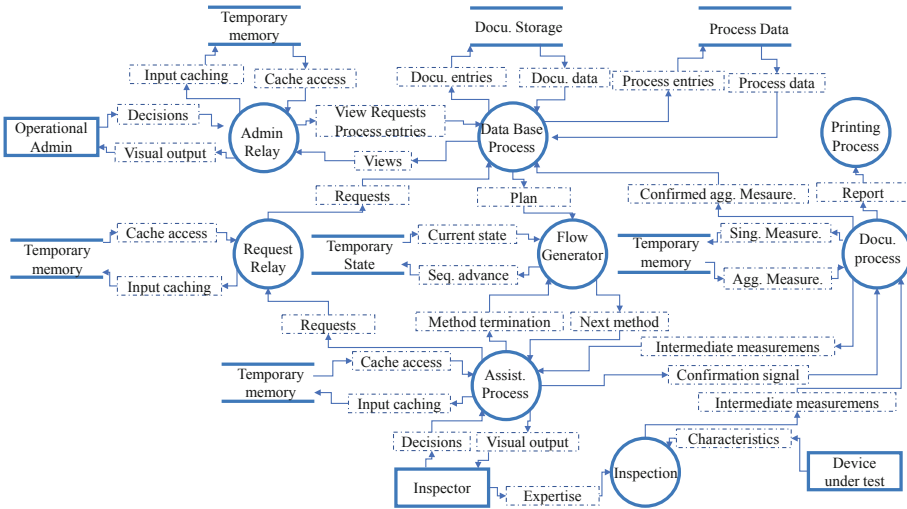 Temporary
memory
Docu. Storage
Process Data
Input caching
Cache access
Docu. entries
Docu. data
Process entries
Process data
Operational
Admin
Decisions
Visual output
Admin
Relay
View Requests
Process entries
Views
Data Base
Process
Printing
Process
Requests
Plan
Confirmed agg. Mesaure.
Report
Temporary
memory
Cache access
Input caching
Request
Relay
Temporary
State
Current state
Seq. advance
Flow
Generator
Temporary
memory
Sing. Measure.
Agg. Measure.
Docu.
process
Requests
Method termination
Next method
Intermediate measuremens
Temporary
memory
Cache access
Input caching
Assist.
Process
Confirmation signal
Intermediate measuremens
Decisions
Visual output
Characteristics
Inspector
Expertise
Inspection
Device
under test